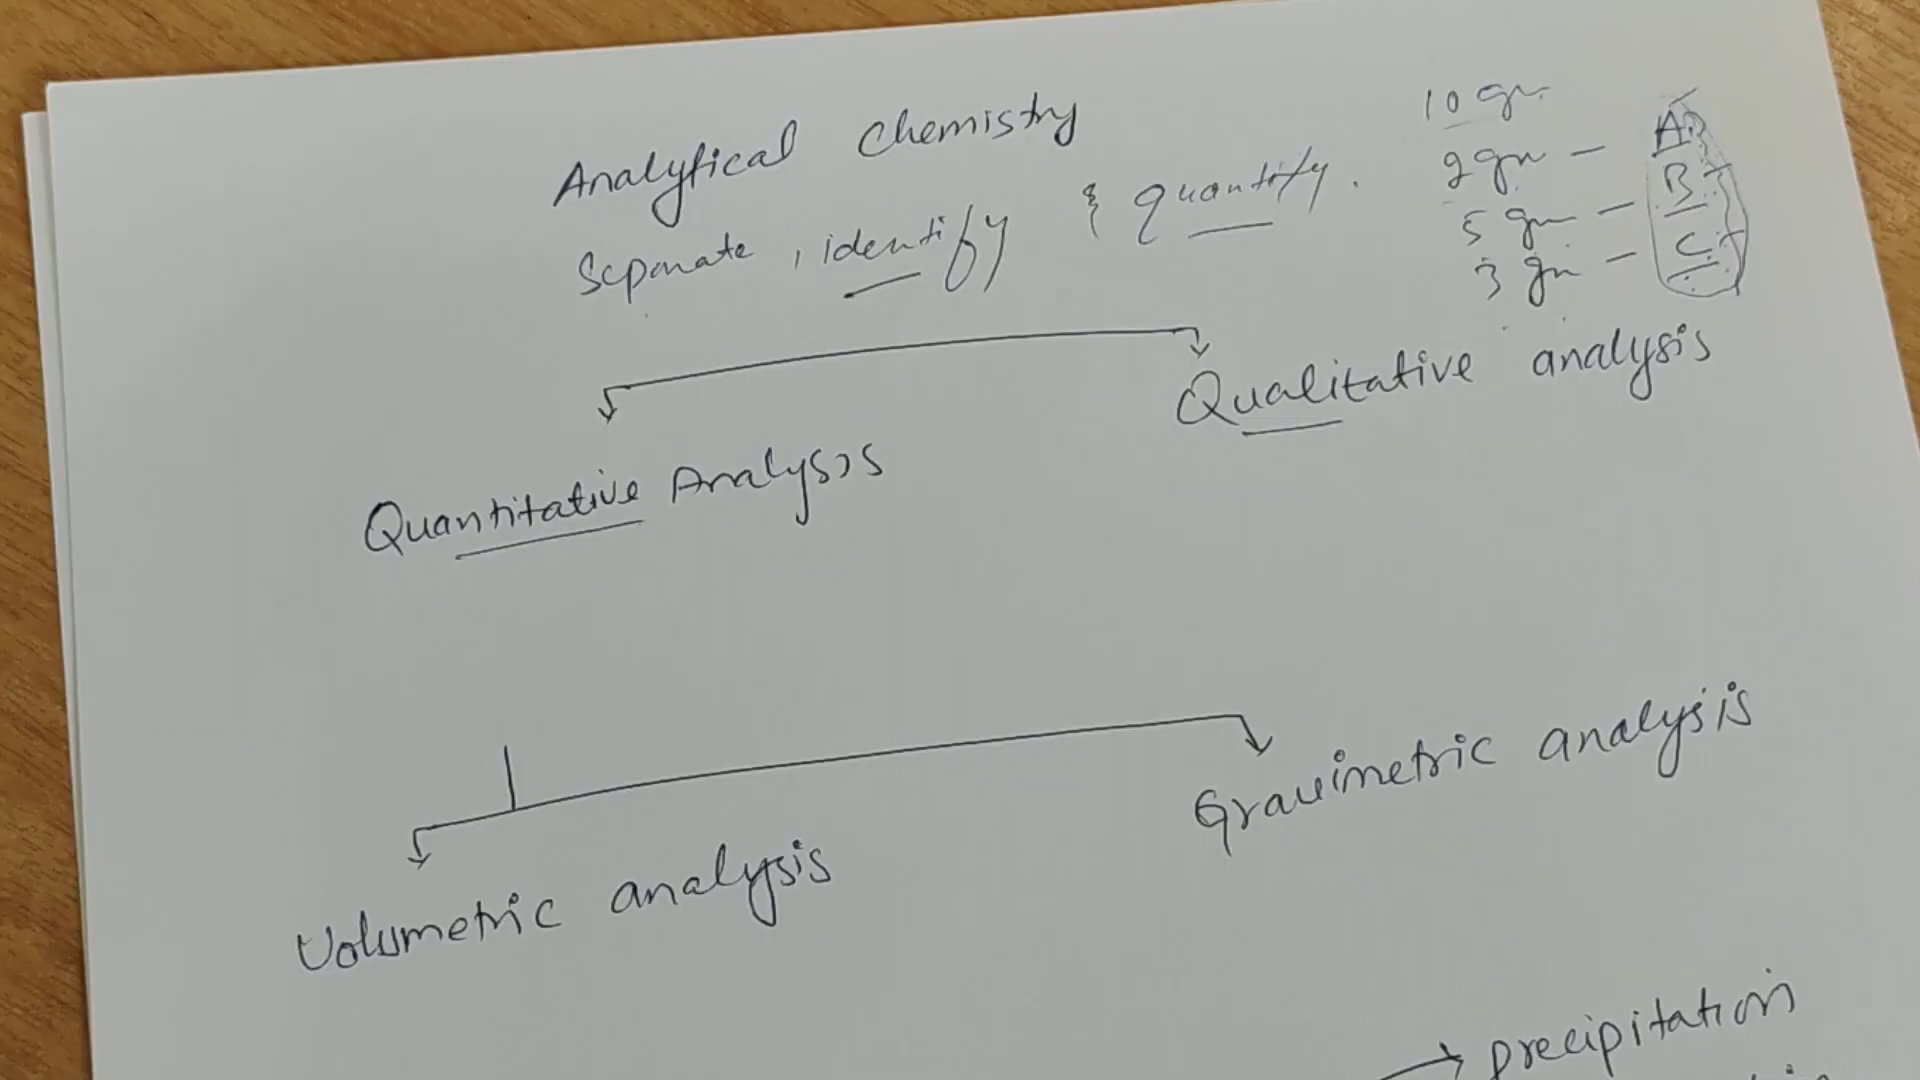 Analytical Chemistry
Separate, identify & quantify.
10 gm
2 gm - A
5 gm - B
3 gm - C
Qualitative analysis
Quantitative Analysis
Gravimetric analysis
Volumetric analysis
precipitation